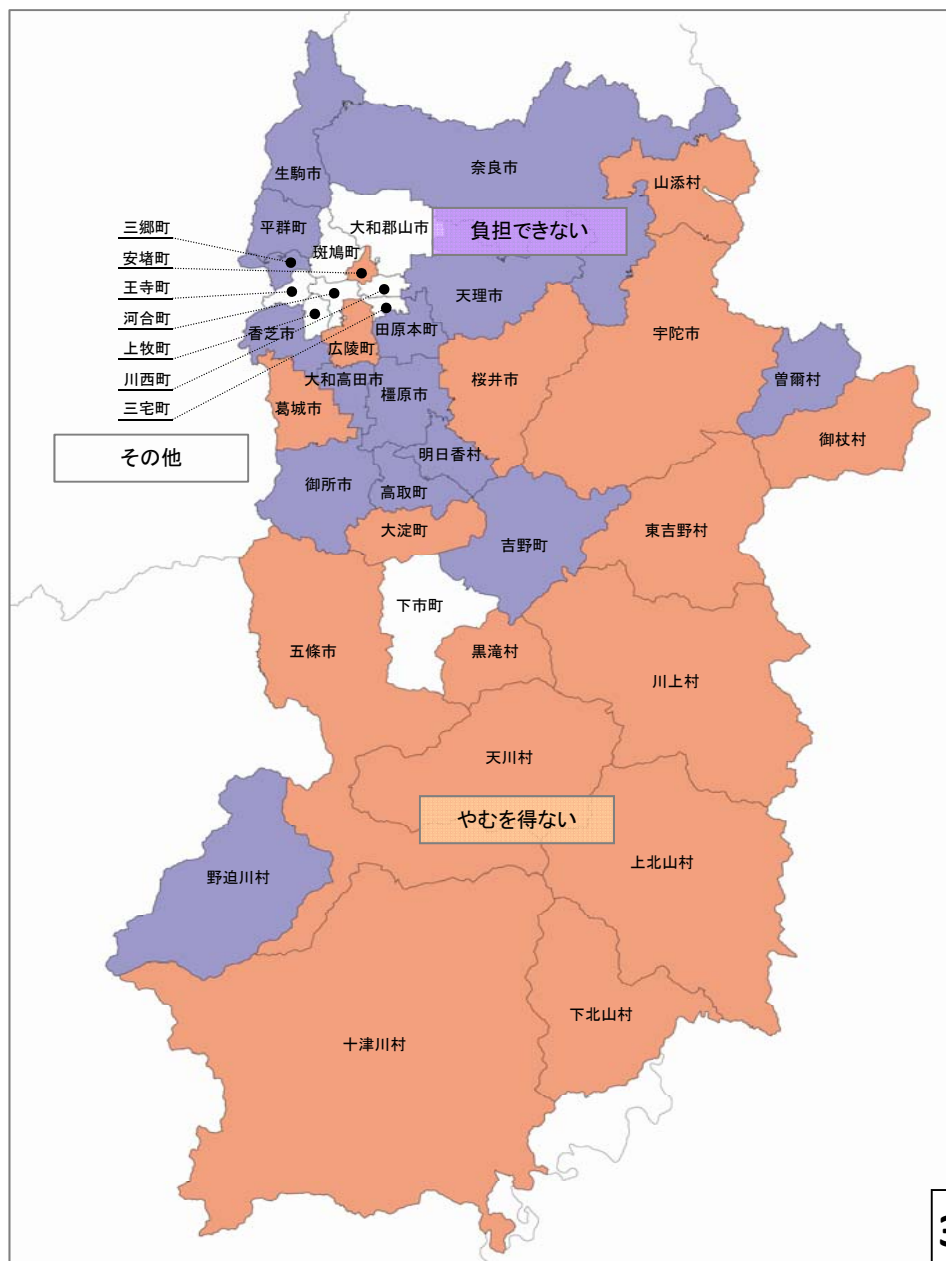 生駒市
奈良市
山添村
三郷町
平群町
大和郡山市
負担できない
斑鳩町
安堵町
王寺町
天理市
河合町
香芝市
田原本町
宇陀市
上牧町
広陵町
桜井市
曽爾村
川西町
大和高田市
橿原市
三宅町
葛城市
御杖村
その他
明日香村
御所市
高取町
大淀町
吉野町
東吉野村
下市町
五條市
黒滝村
川上村
天川村
やむを得ない
上北山村
野迫川村
下北山村
十津川村